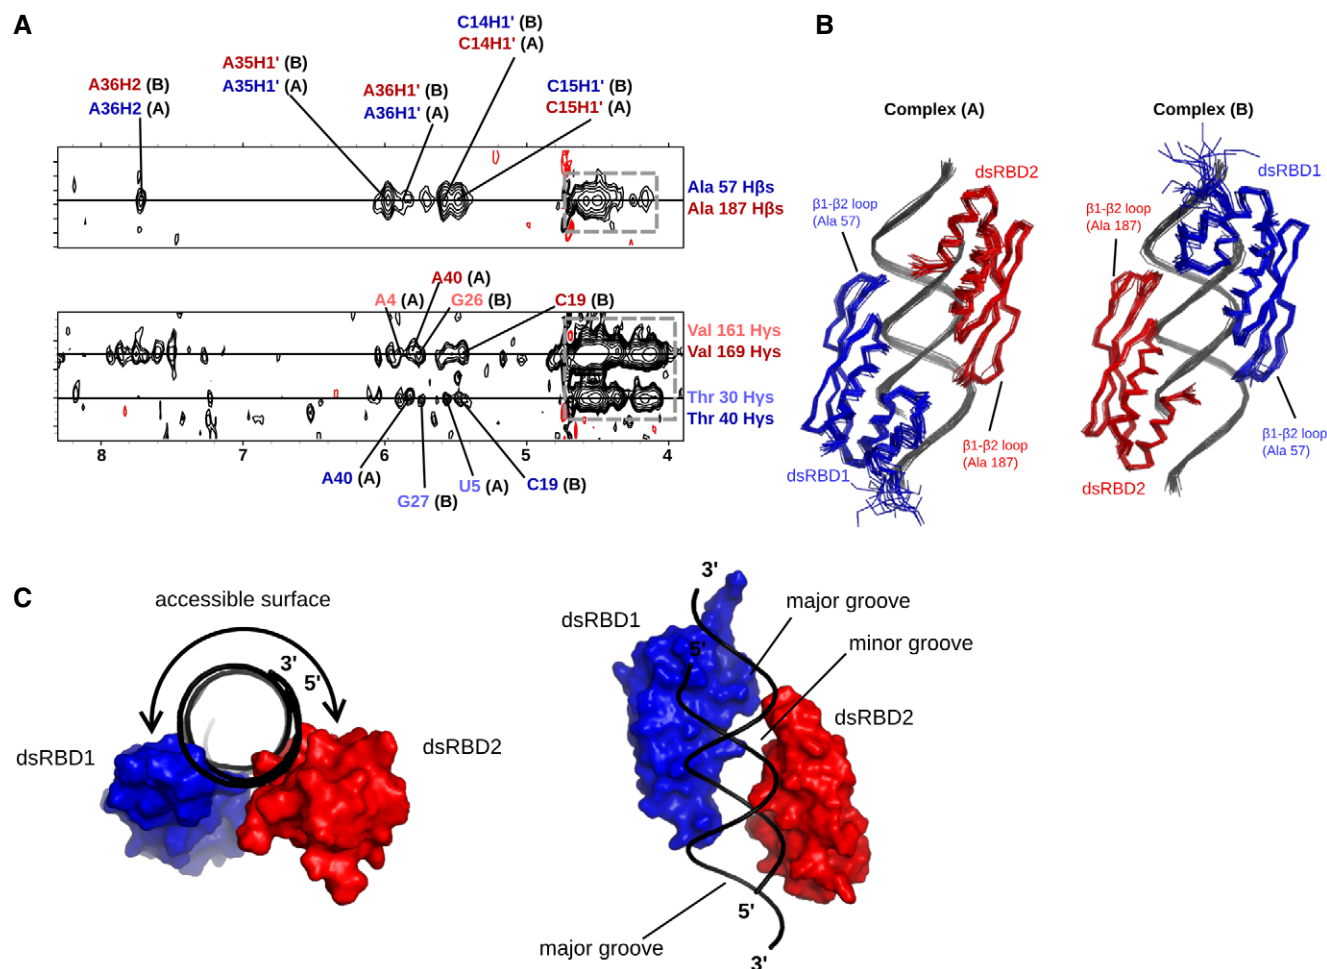 A
A36H2 (B)
A36H2 (A)
A35H1' (B)
A35H1' (A)
A36H1' (B)
A36H1' (A)
C14H1' (B)
C14H1' (A)
C15H1' (B)
C15H1' (A)
Ala 57 Hβs
Ala 187 Hβs
A40 (A)
A4 (A)
G26 (B)
C19 (B)
Val 161 Hγs
Val 169 Hγs
Thr 30 Hγs
Thr 40 Hγs
8
7
6
5
4
A40 (A)
G27 (B)
U5 (A)
C19 (B)
B
Complex (A)
dsRBD2
β1-β2 loop
(Ala 57)
β1-β2 loop
(Ala 187)
dsRBD1
Complex (B)
dsRBD1
β1-β2 loop
(Ala 187)
β1-β2 loop
(Ala 57)
dsRBD2
C
accessible surface
3'
5'
dsRBD1
dsRBD2
3'
dsRBD1
5'
major groove
minor groove
dsRBD2
5'
major groove
3'